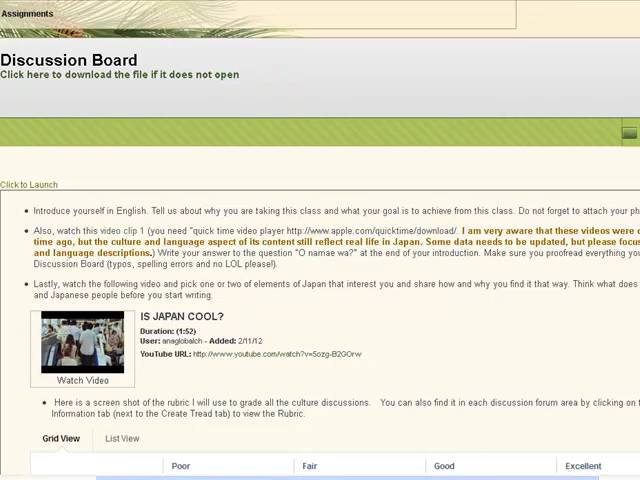 Assignments
Discussion Board
Click here to download the file if it does not open
Click to Launch
Introduce yourself in English. Tell us about why you are taking this class and what your goal is to achieve from this class. Do not forget to attach your ph
Also, watch this video clip 1 (you need "quick time video player http://www.apple.com/quicktime/download/. I am very aware that these videos were c
time ago, but the culture and language aspect of its content still reflect real life in Japan. Some data needs to be updated, but please focus
and language descriptions.) Write your answer to the question "O namae wa?" at the end of your introduction. Make sure you proofread everything you
Discussion Board (typos, spelling errors and no LOL please!).
Lastly, watch the following video and pick one or two of elements of Japan that interest you and share how and why you find it that way. Think what does
and Japanese people before you start writing.
IS JAPAN COOL?
Duration: (1:52)
User: anaglobalch - Added: 2/11/12
YouTube URL: http://www.youtube.com/watch?v=5ozg-B2GOrw
Watch Video
Here is a screen shot of the rubric I will use to grade all the culture discussions. You can also find it in each discussion forum area by clicking on t
Information tab (next to the Create Tread tab) to view the Rubric.
Grid View List View
Poor Fair Good Excellent